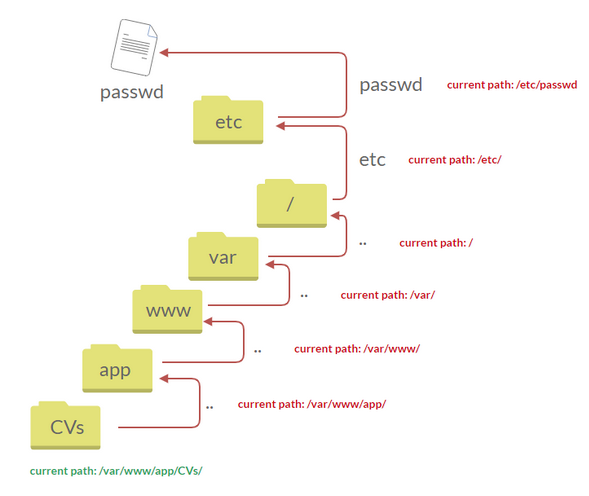 passwd
passwd current path: /etc/passwd
etc
etc current path: /etc/
/
.. current path: /
var
.. current path: /var/
www
.. current path: /var/www/
app
.. current path: /var/www/app/
CVs
current path: /var/www/app/CVs/